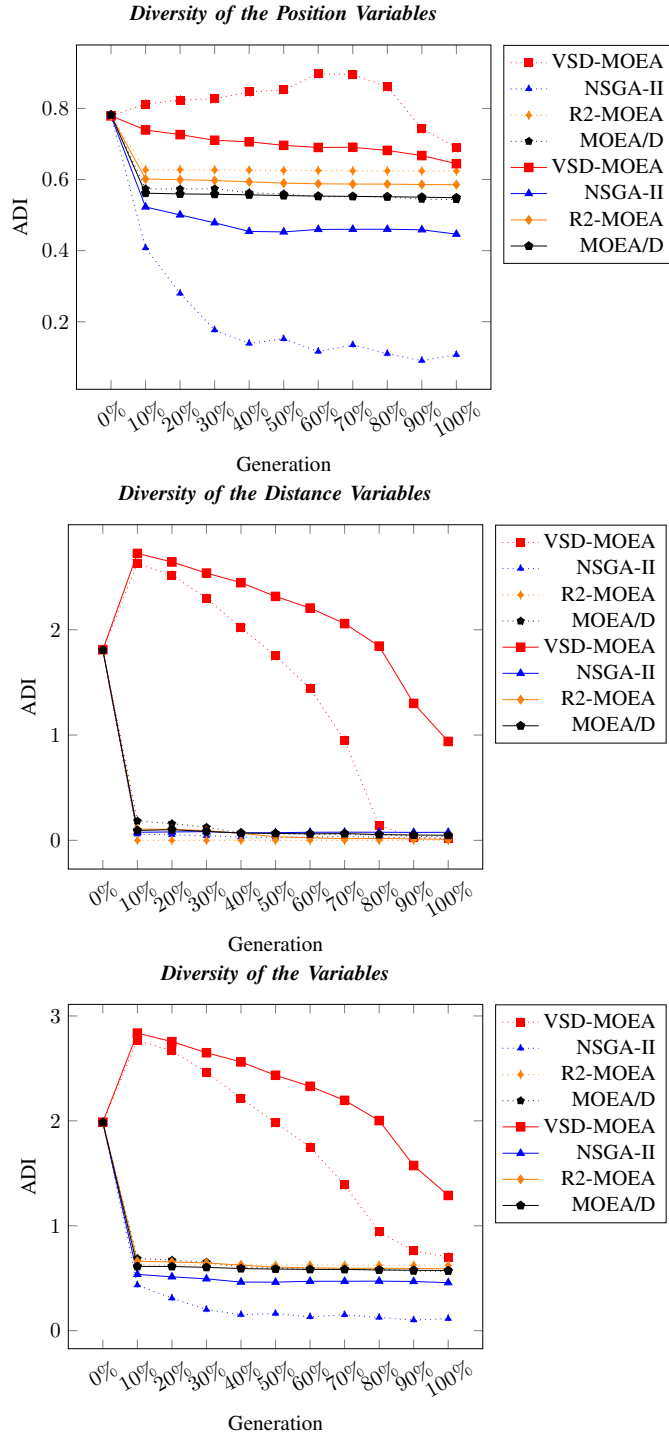 Diversity of the Position Variables
VSD-MOEA
NSGA-II
R2-MOEA
MOEA/D
VSD-MOEA
NSGA-II
R2-MOEA
MOEA/D
0.8
0.6
0.4
0.2
ADI
0% 10% 20% 30% 40% 50% 60% 70% 80% 90% 100%
Generation
Diversity of the Distance Variables
VSD-MOEA
NSGA-II
R2-MOEA
MOEA/D
VSD-MOEA
NSGA-II
R2-MOEA
MOEA/D
2
1
0
ADI
0% 10% 20% 30% 40% 50% 60% 70% 80% 90% 100%
Generation
Diversity of the Variables
VSD-MOEA
NSGA-II
R2-MOEA
MOEA/D
VSD-MOEA
NSGA-II
R2-MOEA
MOEA/D
3
2
1
0
ADI
0% 10% 20% 30% 40% 50% 60% 70% 80% 90% 100%
Generation